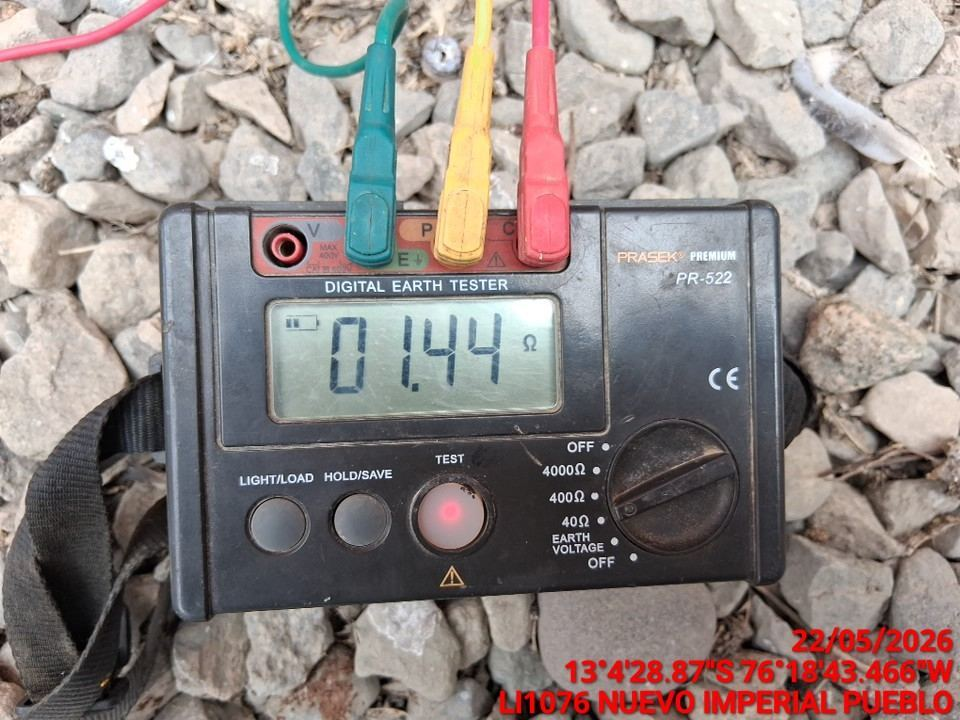 V P C
MAX
400V
E
PRASEK® PREMIUM
PR-522
DIGITAL EARTH TESTER
01.44 Ω
CE
LIGHT/LOAD HOLD/SAVE TEST
OFF
4000Ω
400Ω
40Ω
EARTH
VOLTAGE
OFF
22/05/2026
13°4'28.87"S 76°18'43.466"W
LI1076 NUEVO IMPERIAL PUEBLO